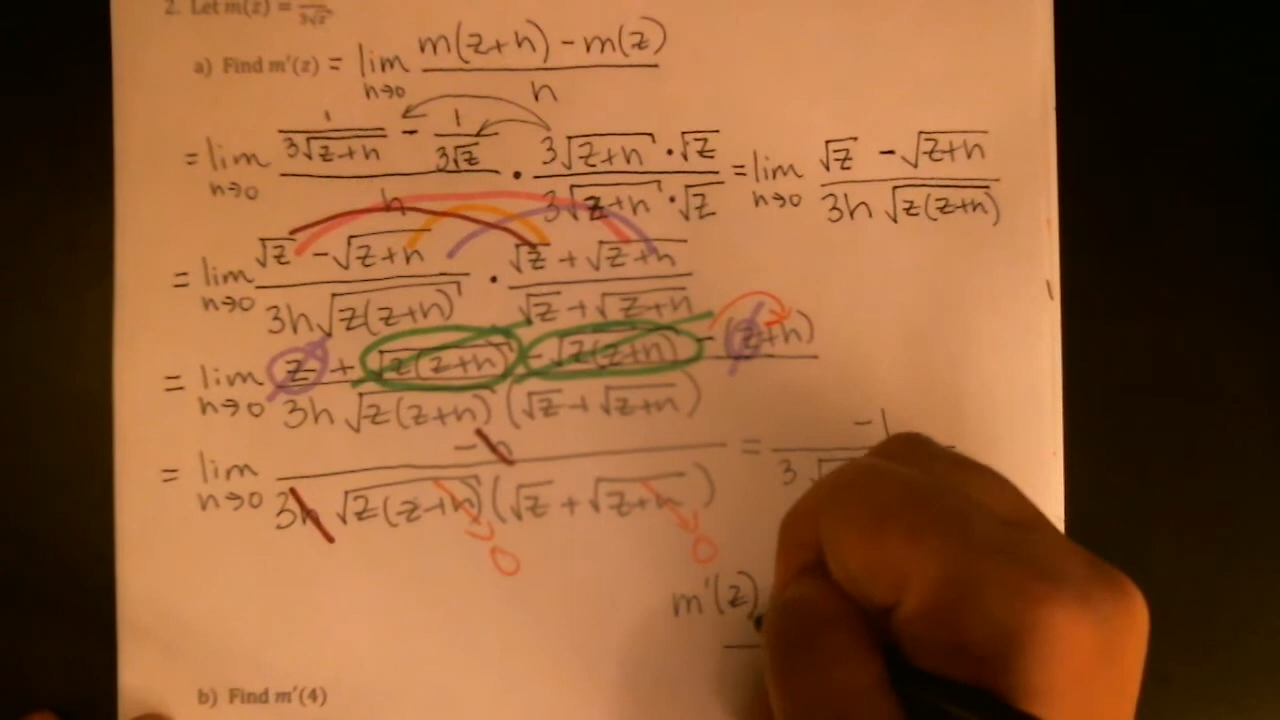 2. Let m(z) = 1/(3√z)
a) Find m'(z) = lim h→0 (m(z+h) − m(z))/h
= lim h→0 (1/(3√(z+h)) − 1/(3√z))/h · (3√(z+h) · √z)/(3√(z+h) · √z) = lim h→0 (√z − √(z+h))/(3h √(z(z+h)))
= lim h→0 (√z − √(z+h))/(3h√(z(z+h))) · (√z + √(z+h))/(√z + √(z+h))
= lim h→0 (z + √(z(z+h)) − √(z(z+h)) − (z+h))/(3h √(z(z+h)) (√z + √(z+h)))
= lim h→0 −h/(3h √(z(z+h)) (√z + √(z+h))) = −1/3√
0 0
m'(z)
b) Find m'(4)